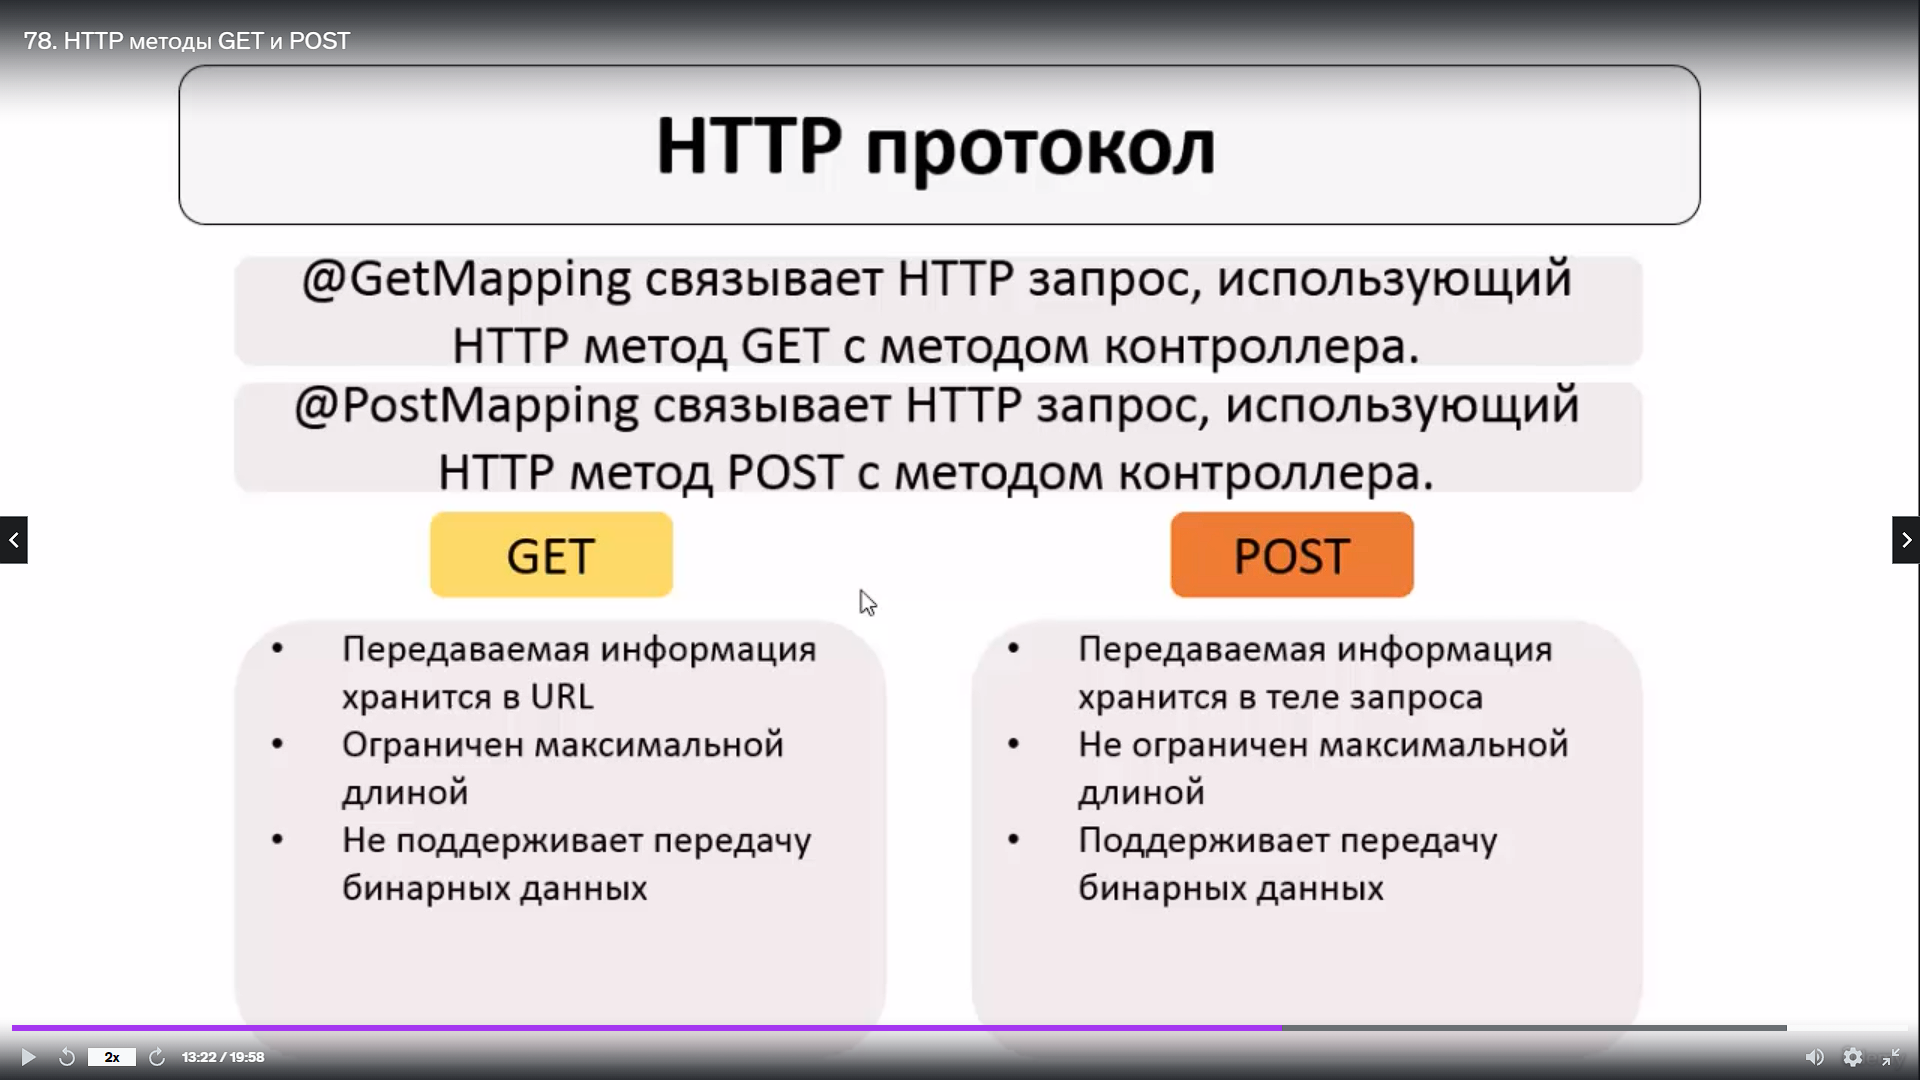 78. HTTP методы GET и POST
HTTP протокол
@GetMapping связывает HTTP запрос, использующий
HTTP метод GET с методом контроллера.
@PostMapping связывает HTTP запрос, использующий
HTTP метод POST с методом контроллера.
GET
• Передаваемая информация
хранится в URL
• Ограничен максимальной
длиной
• Не поддерживает передачу
бинарных данных
POST
• Передаваемая информация
хранится в теле запроса
• Не ограничен максимальной
длиной
• Поддерживает передачу
бинарных данных
2x
13:22 / 19:58